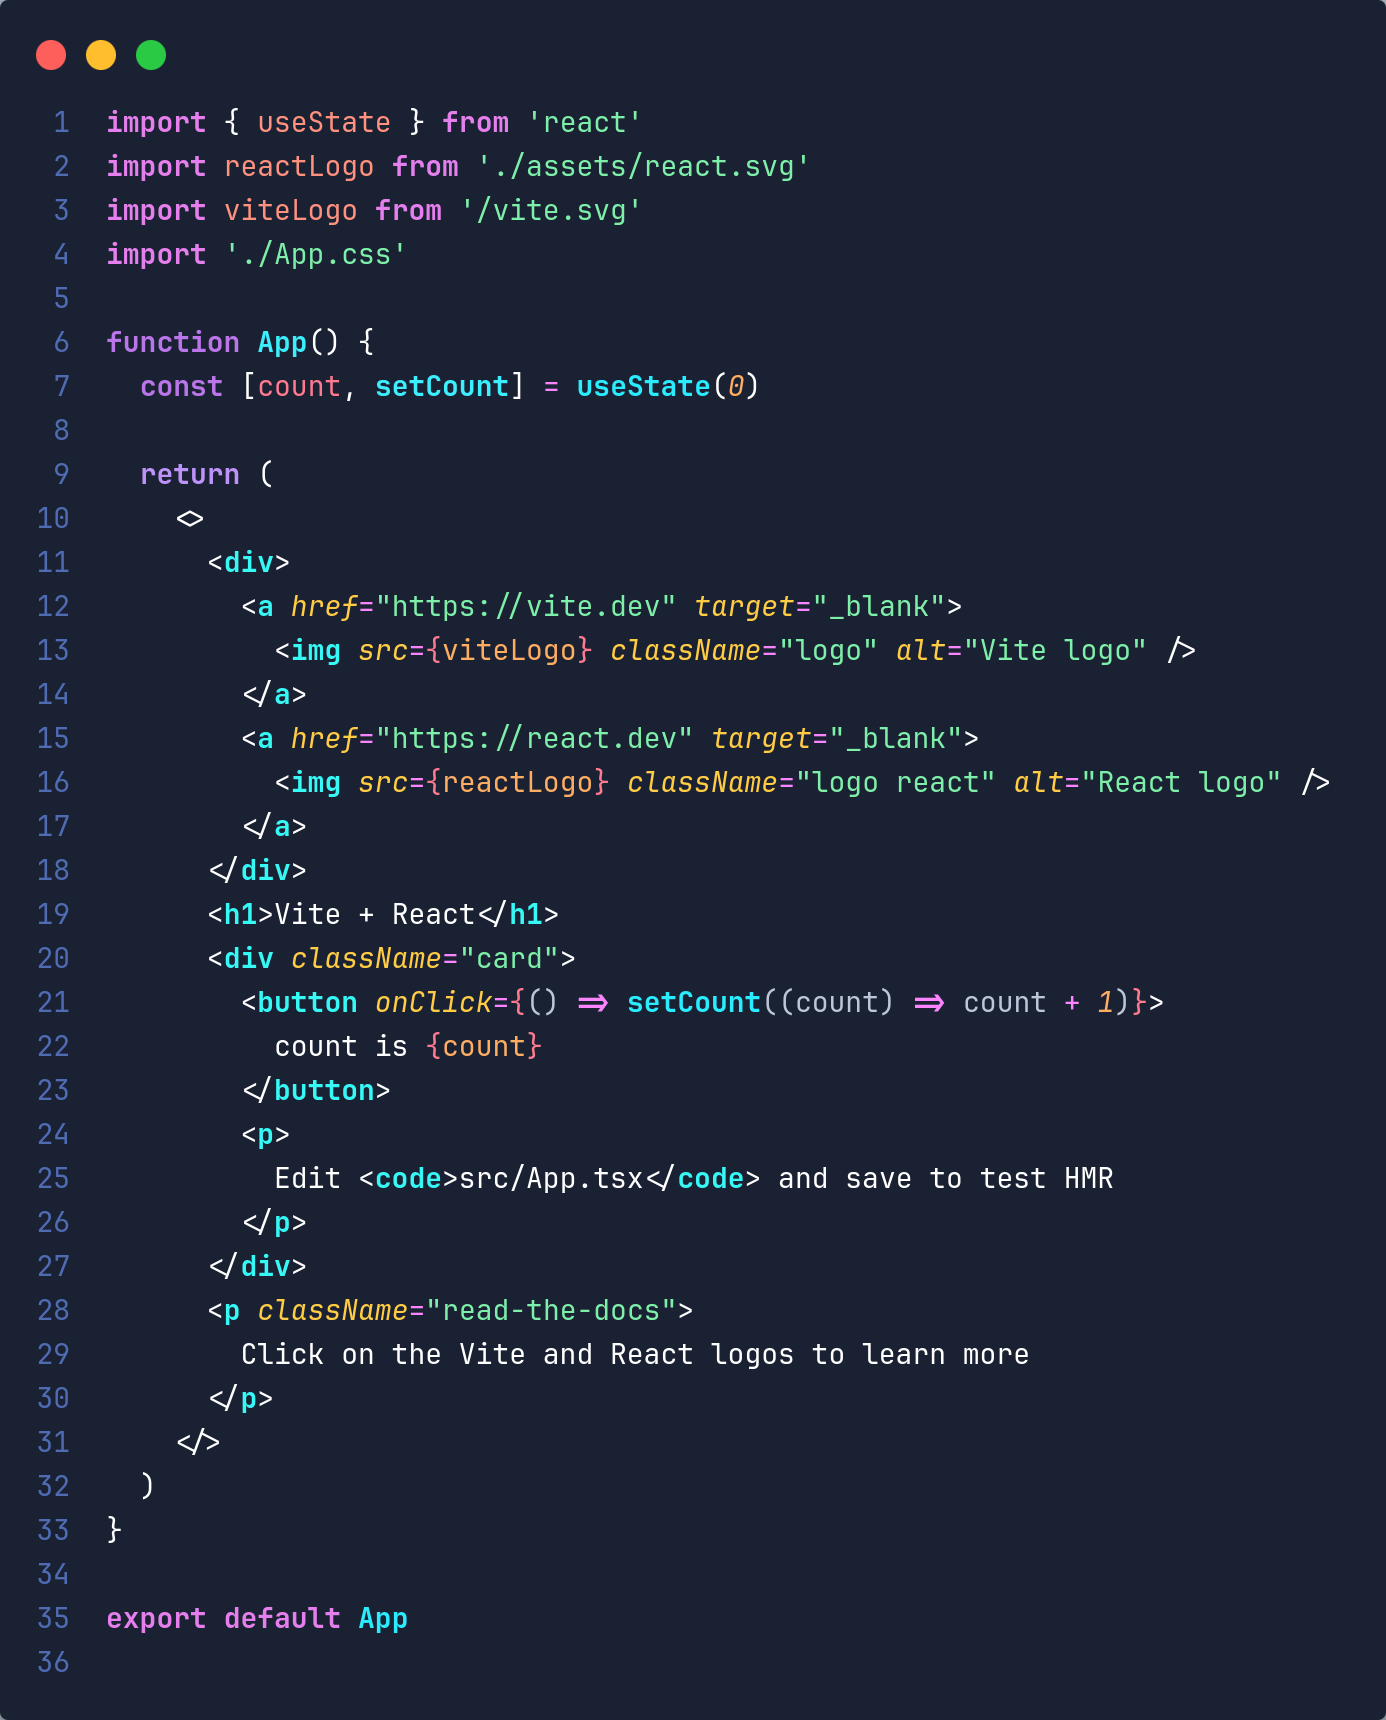 1 import { useState } from 'react'
2 import reactLogo from './assets/react.svg'
3 import viteLogo from '/vite.svg'
4 import './App.css'
5
6 function App() {
7   const [count, setCount] = useState(0)
8
9   return (
10     <>
11       <div>
12         <a href="https://vite.dev" target="_blank">
13           <img src={viteLogo} className="logo" alt="Vite logo" />
14         </a>
15         <a href="https://react.dev" target="_blank">
16           <img src={reactLogo} className="logo react" alt="React logo" />
17         </a>
18       </div>
19       <h1>Vite + React</h1>
20       <div className="card">
21         <button onClick={() => setCount((count) => count + 1)}>
22           count is {count}
23         </button>
24         <p>
25           Edit <code>src/App.tsx</code> and save to test HMR
26         </p>
27       </div>
28       <p className="read-the-docs">
29         Click on the Vite and React logos to learn more
30       </p>
31     </>
32   )
33 }
34
35 export default App
36